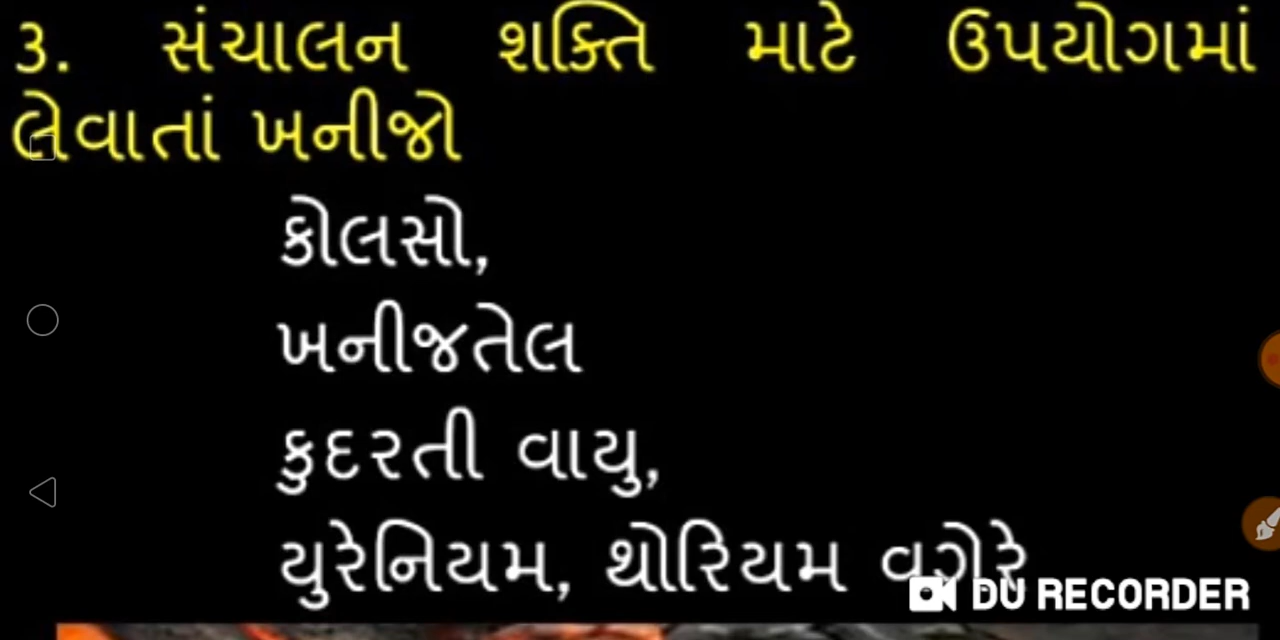 ૩. સંચાલન શક્તિ માટે ઉપયોગમાં
લેવાતાં ખનીજો
કોલસો,
ખનીજતેલ
કુદરતી વાયુ,
યુરેનિયમ, થોરિયમ વગેરે
DU RECORDER